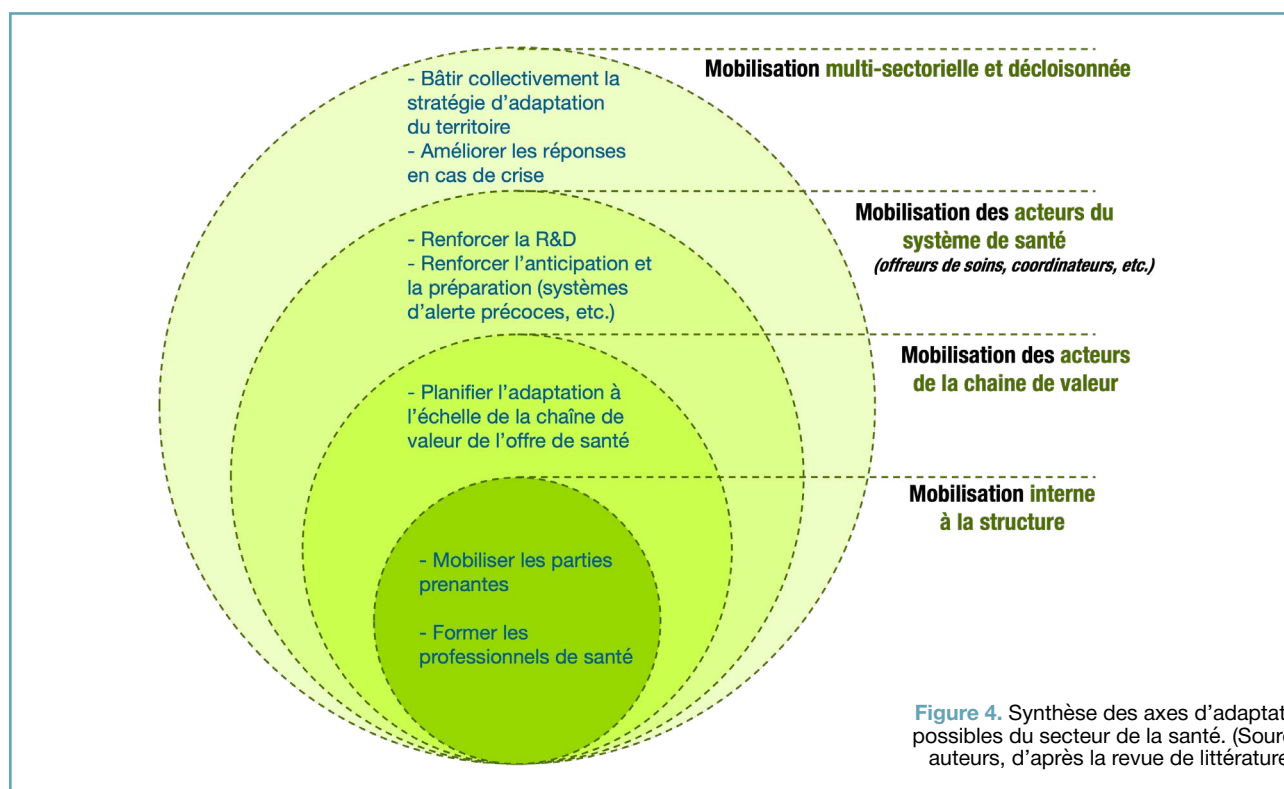 - Bâtir collectivement la
stratégie d'adaptation
du territoire
- Améliorer les réponses
en cas de crise
Mobilisation multi-sectorielle et décloisonnée
- Renforcer la R&D
- Renforcer l'anticipation et
la préparation (systèmes
d'alerte précoces, etc.)
Mobilisation des acteurs du
système de santé
(offreurs de soins, coordinateurs, etc.)
- Planifier l'adaptation à
l'échelle de la chaîne de
valeur de l'offre de santé
Mobilisation des acteurs
de la chaine de valeur
- Mobiliser les parties
prenantes
- Former les
professionnels de santé
Mobilisation interne
à la structure
Figure 4. Synthèse des axes d'adaptat
possibles du secteur de la santé. (Sour
auteurs, d'après la revue de littérature